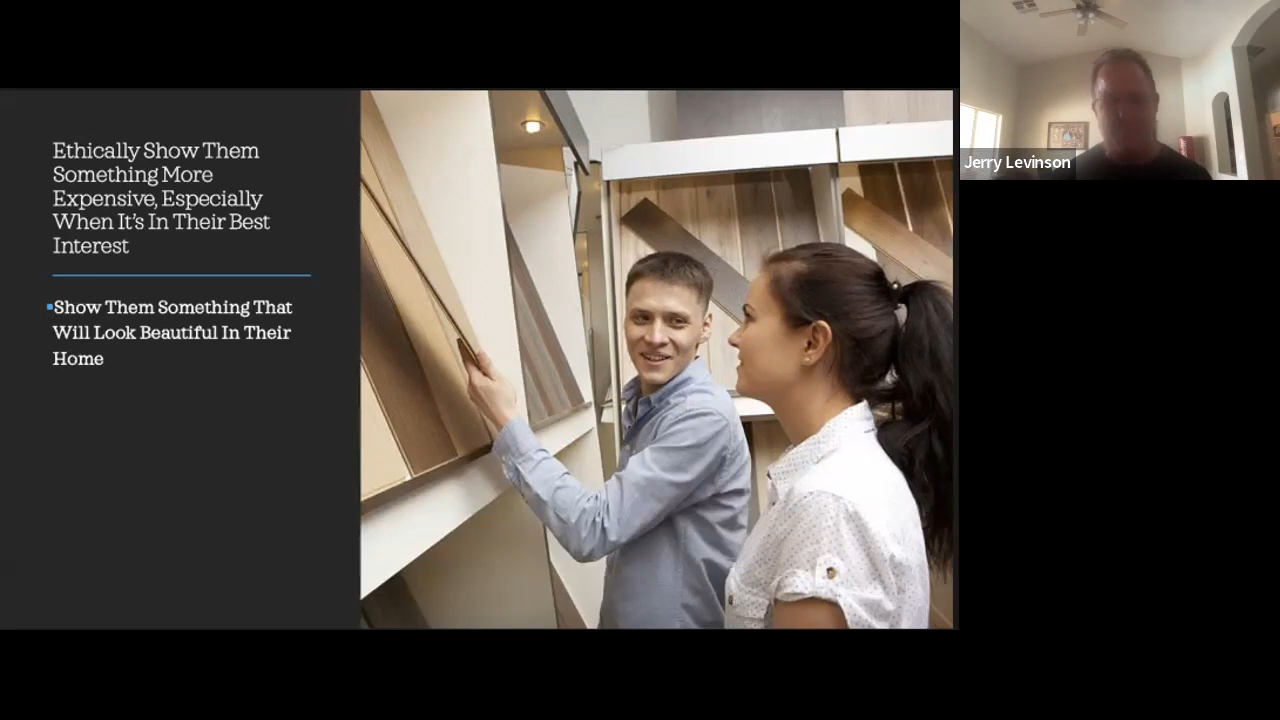 Ethically Show Them
Something More
Expensive, Especially
When It's In Their Best
Interest
▪Show Them Something That
Will Look Beautiful In Their
Home
Jerry Levinson